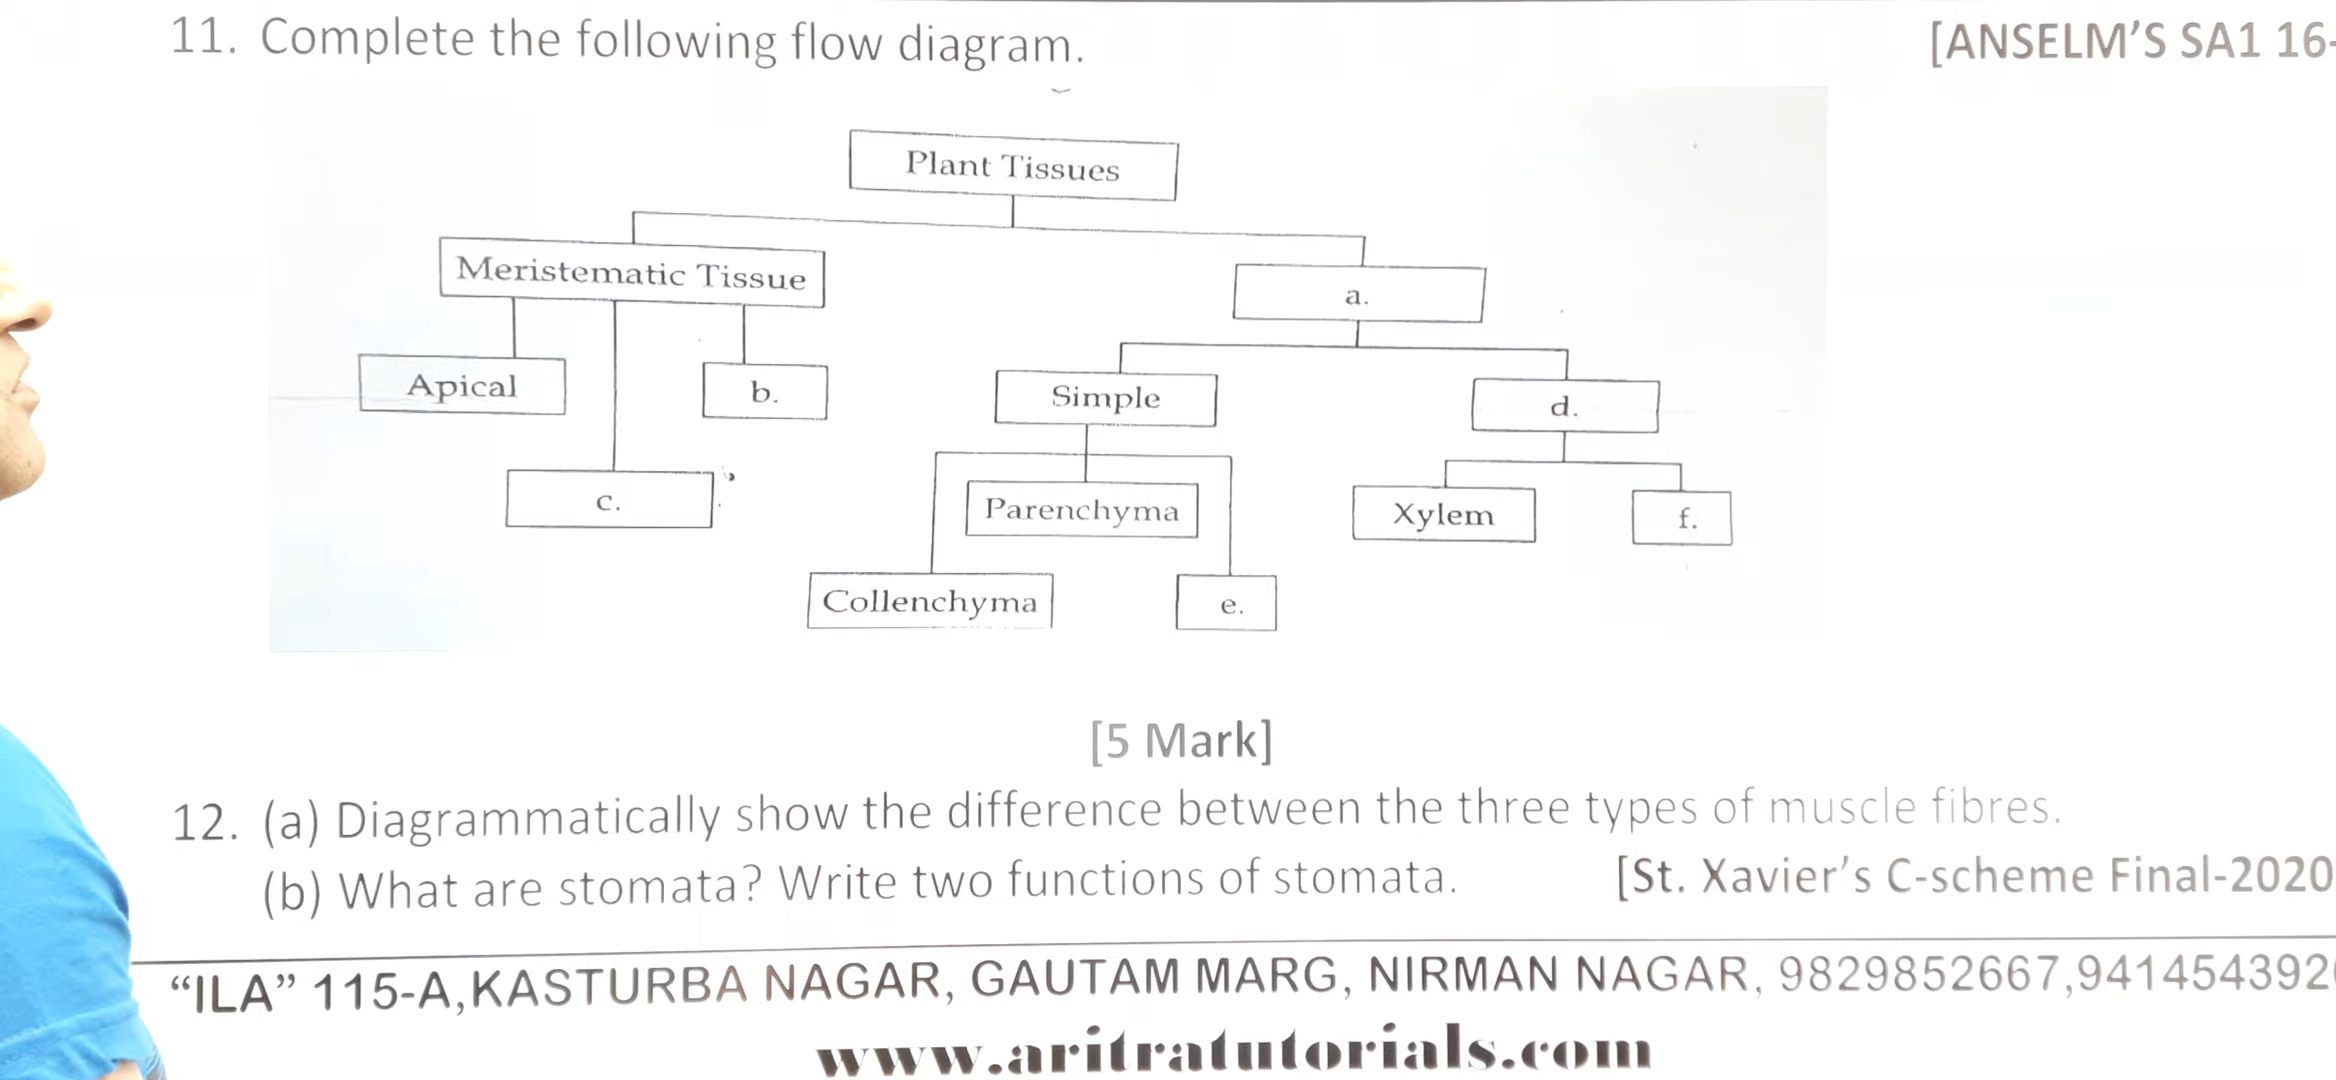 11. Complete the following flow diagram. [ANSELM'S SA1 16-
Plant Tissues
Meristematic Tissue
a.
Apical
b.
Simple
d.
c.
Parenchyma
Xylem
f.
Collenchyma
e.
[5 Mark]
12. (a) Diagrammatically show the difference between the three types of muscle fibres.
(b) What are stomata? Write two functions of stomata. [St. Xavier's C-scheme Final-2020
"ILA" 115-A,KASTURBA NAGAR, GAUTAM MARG, NIRMAN NAGAR, 9829852667,941454392
www.aritratutorials.com